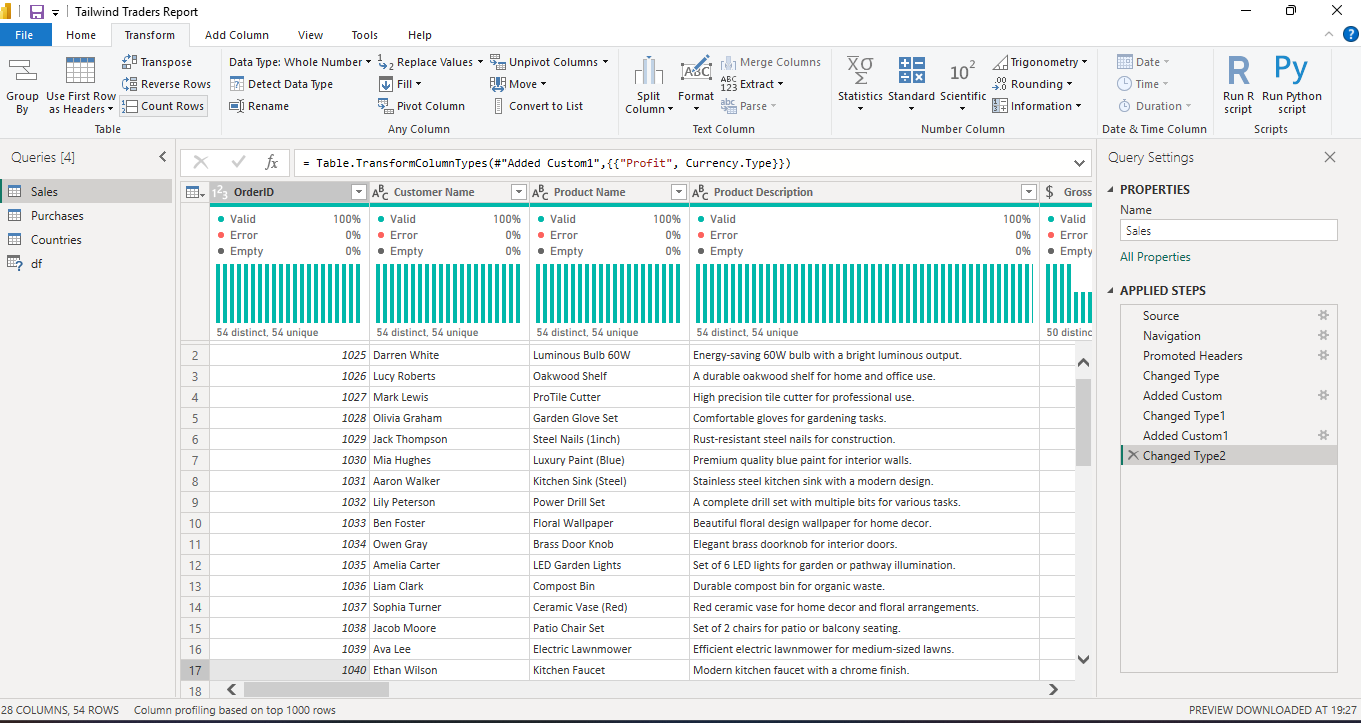 Tailwind Traders Report
File Home Transform Add Column View Tools Help
Group By
Use First Row as Headers
Transpose
Reverse Rows
Count Rows
Table
Data Type: Whole Number
Detect Data Type
Rename
Replace Values
Fill
Pivot Column
Unpivot Columns
Move
Convert to List
Any Column
Split Column
Format
Merge Columns
Extract
Parse
Text Column
Statistics
Standard
Scientific
Trigonometry
Rounding
Information
Number Column
Date
Time
Duration
Date & Time Column
R
Run R script
Py
Run Python script
Scripts
Queries [4]
Sales
Purchases
Countries
df
fx
= Table.TransformColumnTypes(#"Added Custom1",{{"Profit", Currency.Type}})
OrderID Customer Name Product Name Product Description $ Gross
Valid 100% Valid 100% Valid 100% Valid 100% Valid
Error 0% Error 0% Error 0% Error 0% Error
Empty 0% Empty 0% Empty 0% Empty 0% Empty
54 distinct, 54 unique 54 distinct, 54 unique 54 distinct, 54 unique 54 distinct, 54 unique 50 distinc
2 1025 Darren White Luminous Bulb 60W Energy-saving 60W bulb with a bright luminous output.
3 1026 Lucy Roberts Oakwood Shelf A durable oakwood shelf for home and office use.
4 1027 Mark Lewis ProTile Cutter High precision tile cutter for professional use.
5 1028 Olivia Graham Garden Glove Set Comfortable gloves for gardening tasks.
6 1029 Jack Thompson Steel Nails (1inch) Rust-resistant steel nails for construction.
7 1030 Mia Hughes Luxury Paint (Blue) Premium quality blue paint for interior walls.
8 1031 Aaron Walker Kitchen Sink (Steel) Stainless steel kitchen sink with a modern design.
9 1032 Lily Peterson Power Drill Set A complete drill set with multiple bits for various tasks.
10 1033 Ben Foster Floral Wallpaper Beautiful floral design wallpaper for home decor.
11 1034 Owen Gray Brass Door Knob Elegant brass doorknob for interior doors.
12 1035 Amelia Carter LED Garden Lights Set of 6 LED lights for garden or pathway illumination.
13 1036 Liam Clark Compost Bin Durable compost bin for organic waste.
14 1037 Sophia Turner Ceramic Vase (Red) Red ceramic vase for home decor and floral arrangements.
15 1038 Jacob Moore Patio Chair Set Set of 2 chairs for patio or balcony seating.
16 1039 Ava Lee Electric Lawnmower Efficient electric lawnmower for medium-sized lawns.
17 1040 Ethan Wilson Kitchen Faucet Modern kitchen faucet with a chrome finish.
18
Query Settings
PROPERTIES
Name
Sales
All Properties
APPLIED STEPS
Source
Navigation
Promoted Headers
Changed Type
Added Custom
Changed Type1
Added Custom1
Changed Type2
28 COLUMNS, 54 ROWS Column profiling based on top 1000 rows PREVIEW DOWNLOADED AT 19:27